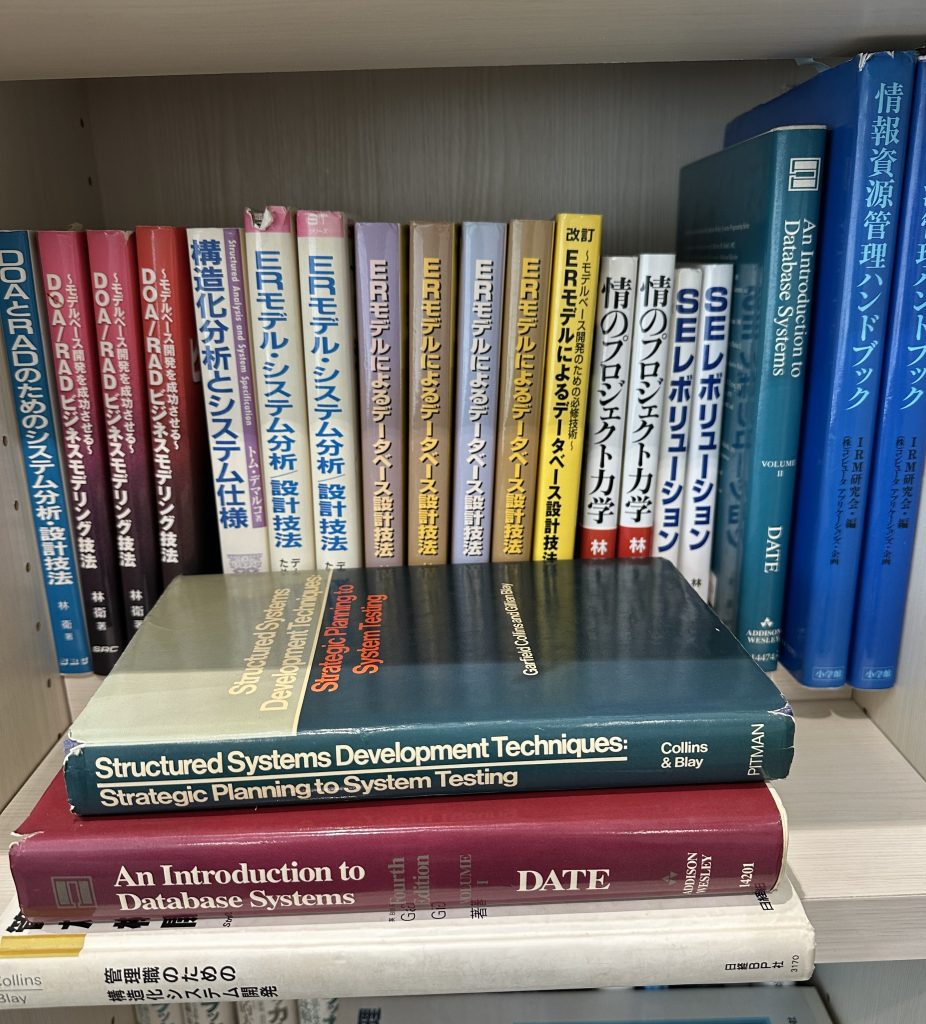 DOAとRADのためのシステム分析・設計技法
林 衛 著
～モデルベース開発を成功させる～
DOA/RADビジネスモデリング技法
林 衛 著
SRC
～モデルベース開発を成功させる～
DOA/RADビジネスモデリング技法
林 衛 著
～モデルベース開発を成功させる～
DOA/RADビジネスモデリング技法
構造化分析とシステム仕様
Structured Analysis and System Specification
トム・デマルコ著
ERモデル・システム分析/設計技法
シリーズ
ERモデル・システム分析/設計技法
ERモデルによるデータベース設計技法
ERモデルによるデータベース設計技法
ERモデルによるデータベース設計技法
ERモデルによるデータベース設計技法
改訂
～モデルベース開発のための必修技術～
ERモデルによるデータベース設計技法
情のプロジェクト力学
林
情のプロジェクト力学
林
SEレボリューション
SEレボリューション
林
An Introduction to
Database Systems
VOLUME
II
DATE
ADDISON
WESLEY
14474
情報資源管理ハンドブック
IRM研究会・編
(株)コンピュータ アプリケーションズ・企画
小学館
管理ハンドブック
IRM研究会・編
(株)コンピュータ アプリケーションズ・企画
小学館
Structured Systems
Development Techniques:
Strategic Planning to
System Testing
Garfield Collins and Gillian Blay
Structured Systems Development Techniques:
Strategic Planning to System Testing
Collins
& Blay
PITMAN
An Introduction to
Database Systems
Fourth
Edition
VOLUME
I
DATE
ADDISON
WESLEY
14201
Collins
Blay
管理職のための
構造化システム開発
日経BP社
3170